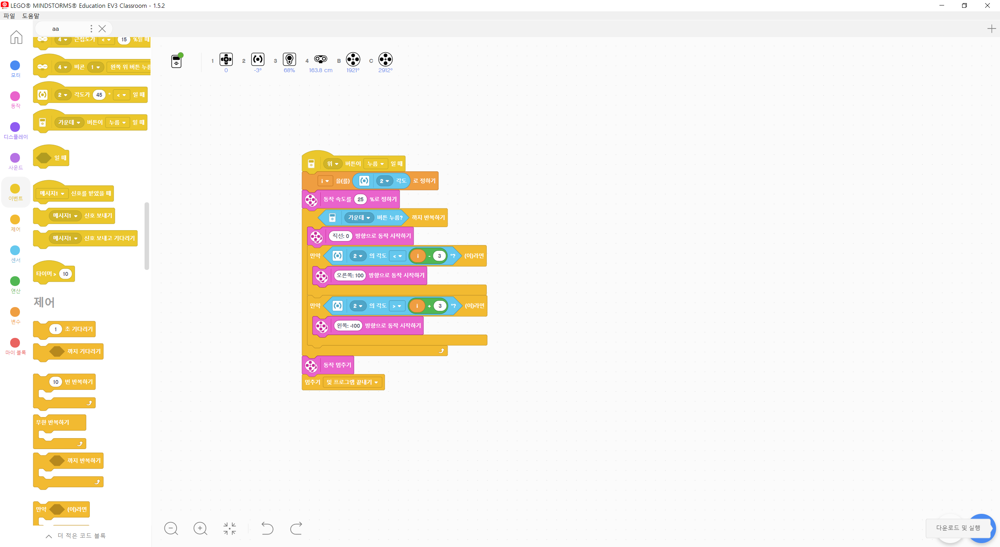 LEGO® MINDSTORMS® Education EV3 Classroom - 1.5.2
파일 도움말
aa
모터
동작
디스플레이
사운드
이벤트
제어
센서
연산
변수
마이 블록
4 근접도가 < 15 %일 때
4 비콘 1 왼쪽 위 버튼 누름
2 각도가 45 ° < 일 때
가운데 버튼이 누름 일 때
일 때
메시지1 신호를 받았을 때
메시지1 신호 보내기
메시지1 신호 보내고 기다리기
타이머 > 10
제어
1 초 기다리기
까지 기다리기
10 번 반복하기
무한 반복하기
까지 반복하기
만약 (이)라면
더 적은 코드 블록
1 2 3 4 B C
0 -3° 68% 163.8 cm 1921° 2912°
위 버튼이 누름 일 때
i 을(를) 2 각도 로 정하기
동작 속도를 25 %로 정하기
가운데 버튼 누름? 까지 반복하기
직선: 0 방향으로 동작 시작하기
만약 2 의 각도 < i - 3 °? (이)라면
오른쪽: 100 방향으로 동작 시작하기
만약 2 의 각도 > i + 3 °? (이)라면
왼쪽: -100 방향으로 동작 시작하기
동작 멈추기
멈추기 및 프로그램 끝내기
다운로드 및 실행